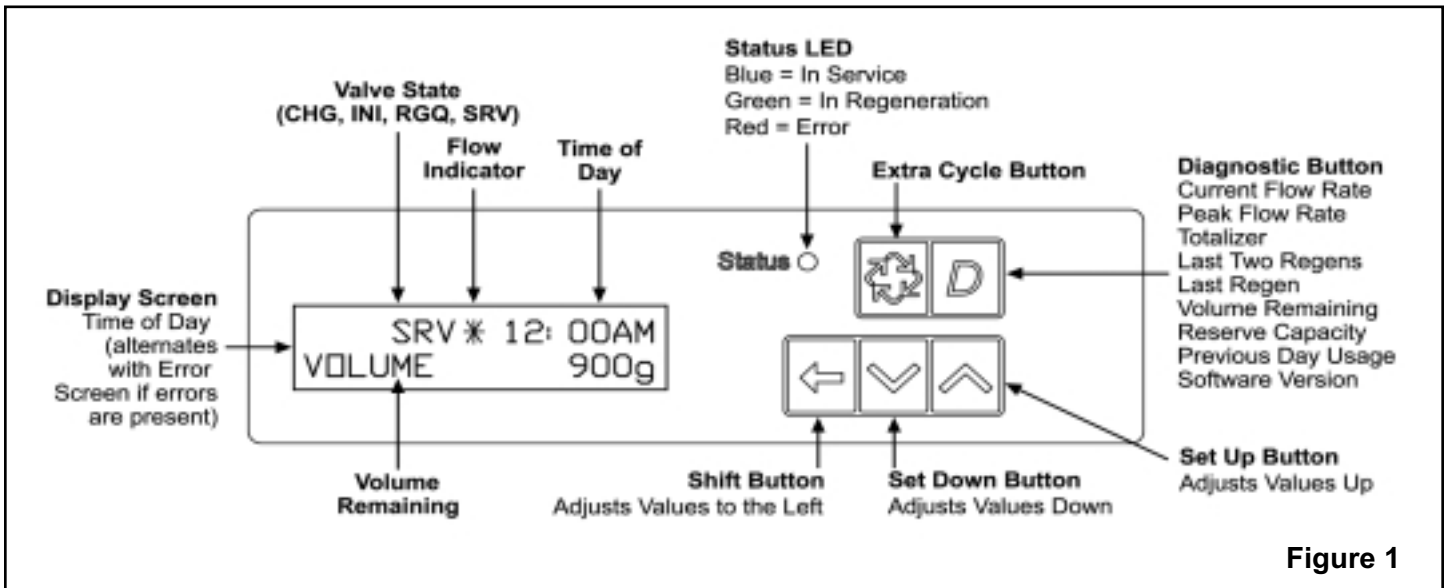 Status LED
Blue = In Service
Green = In Regeneration
Red = Error
Valve State
(CHG, INI, RGQ, SRV)
Flow
Indicator
Time of
Day
Extra Cycle Button
Diagnostic Button
Current Flow Rate
Peak Flow Rate
Totalizer
Last Two Regens
Last Regen
Volume Remaining
Reserve Capacity
Previous Day Usage
Software Version
Status
Display Screen
Time of Day
(alternates
with Error
Screen if errors
are present)
SRV * 12: 00AM
VOLUME 900g
D
Volume
Remaining
Shift Button
Adjusts Values to the Left
Set Down Button
Adjusts Values Down
Set Up Button
Adjusts Values Up
Figure 1